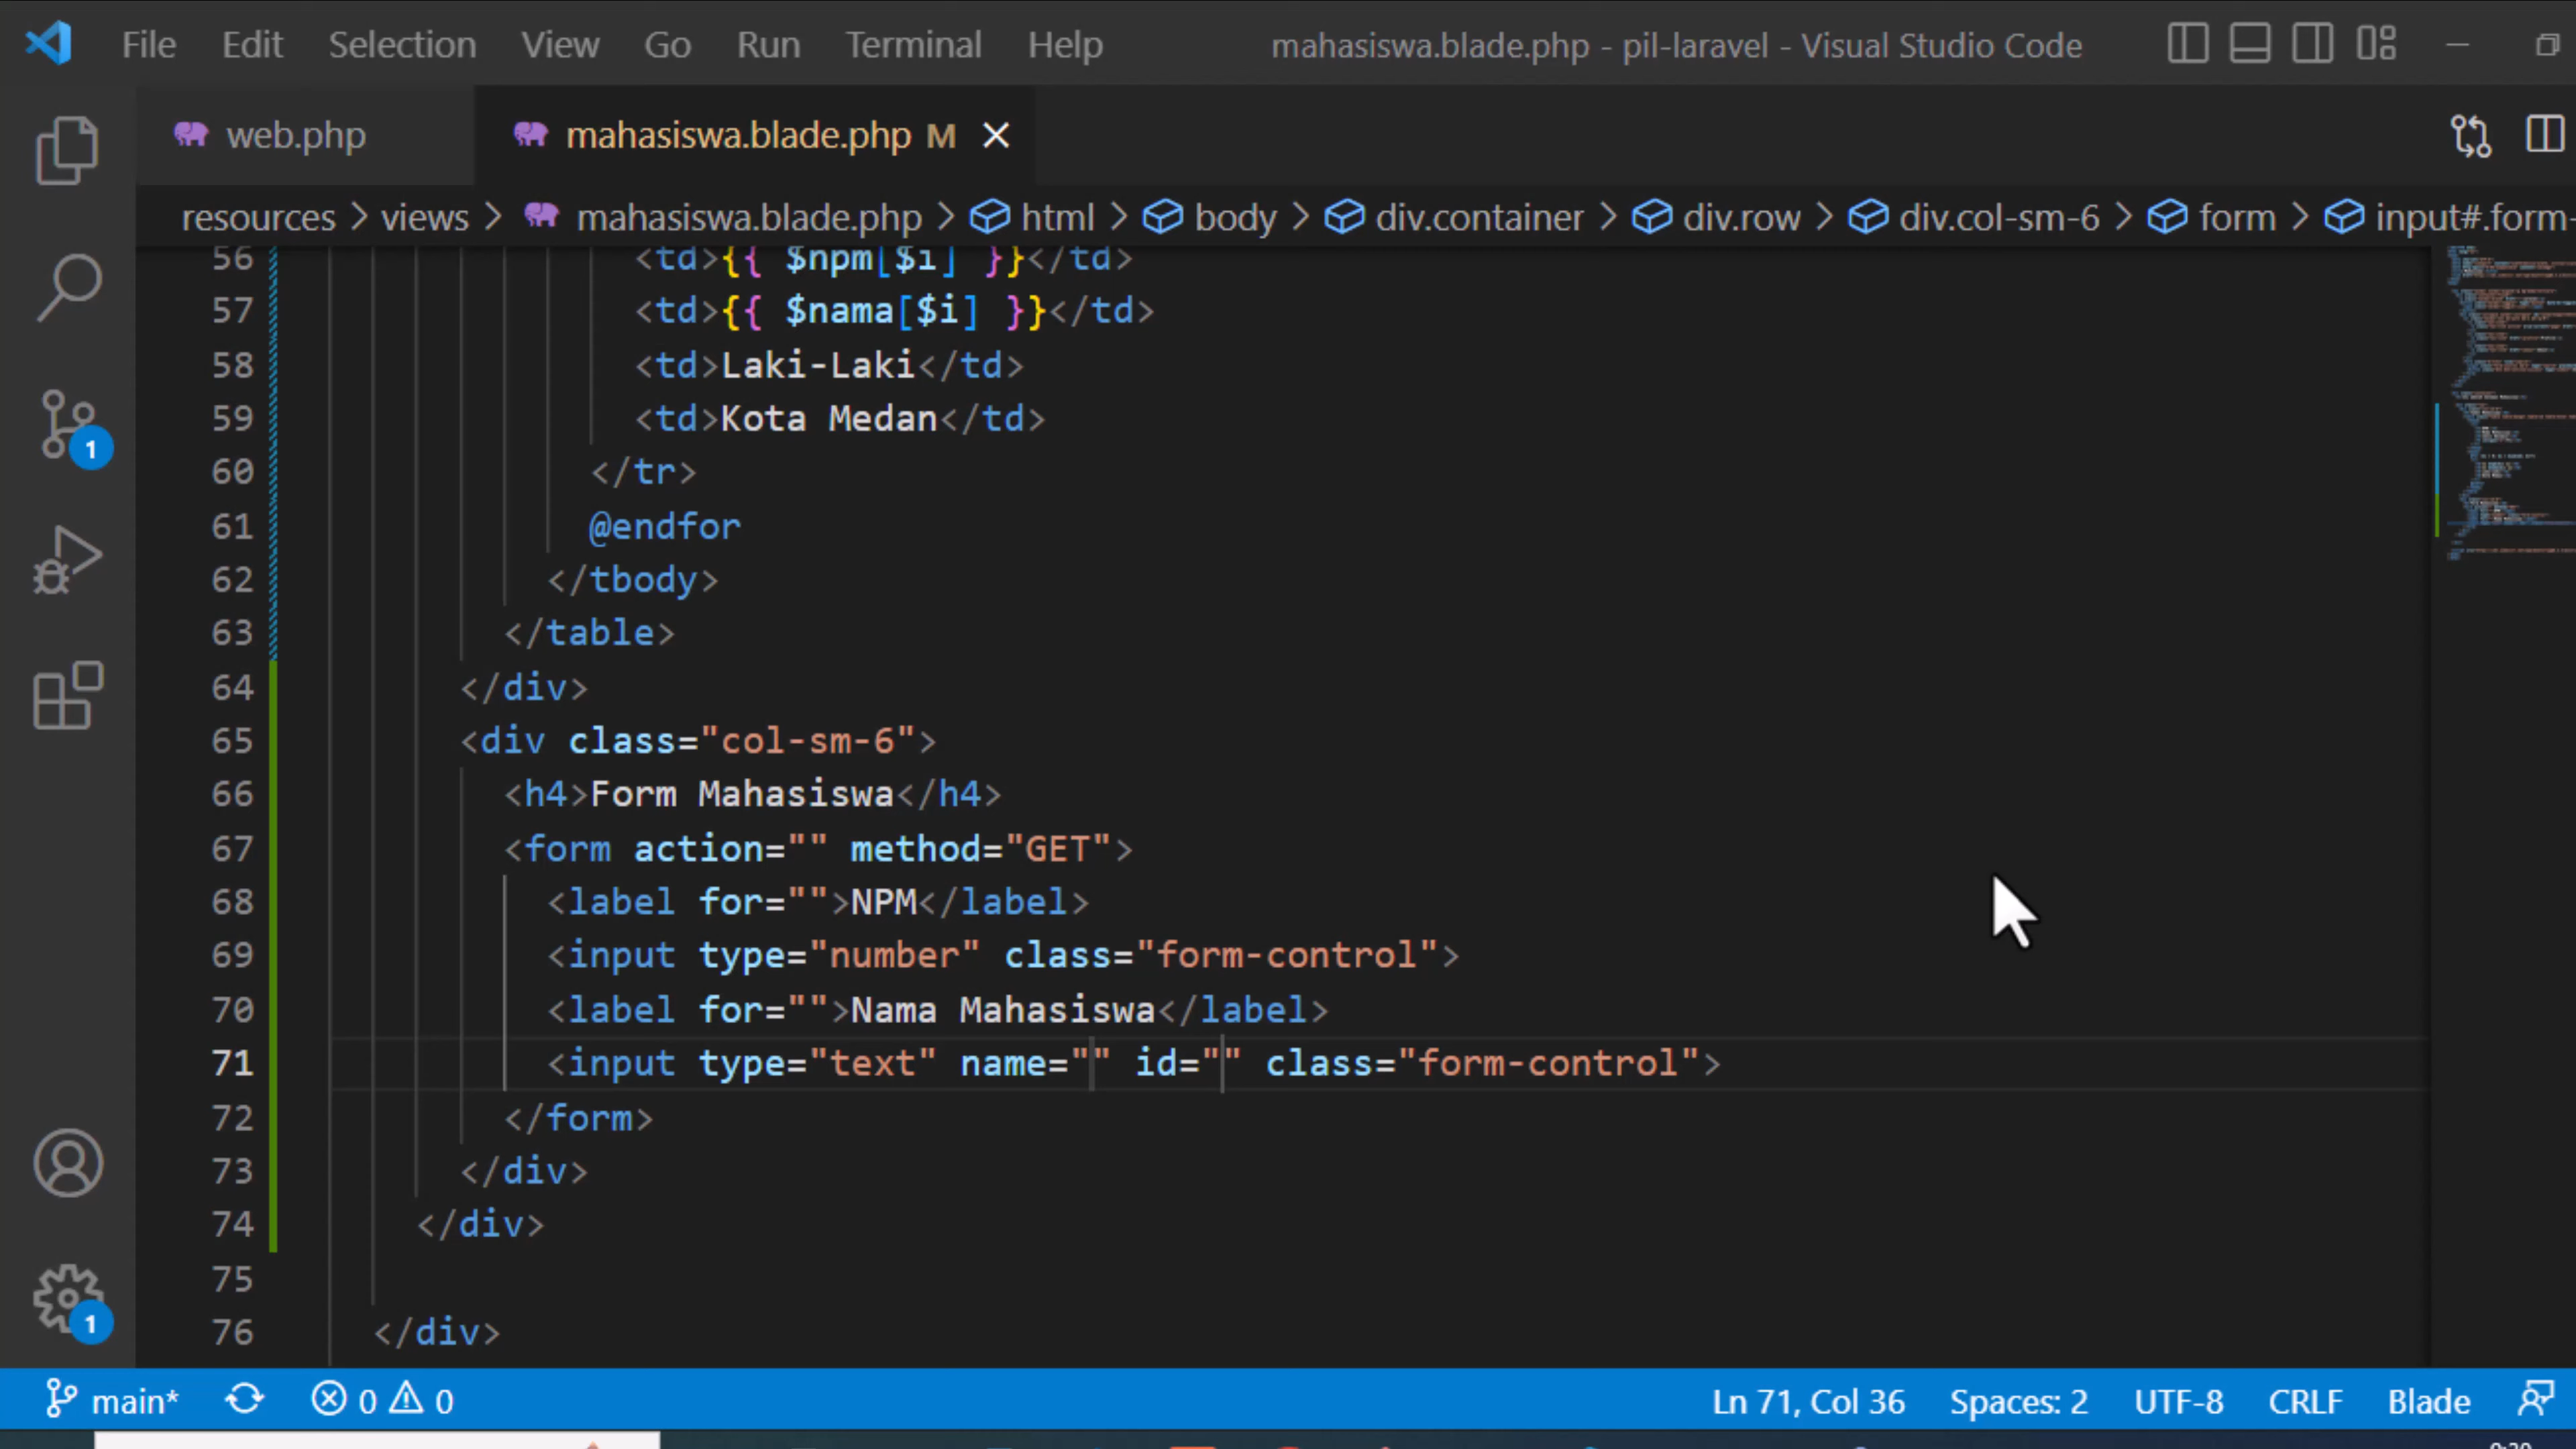 File Edit Selection View Go Run Terminal Help mahasiswa.blade.php - pil-laravel - Visual Studio Code
web.php mahasiswa.blade.php M
resources > views > mahasiswa.blade.php > html > body > div.container > div.row > div.col-sm-6 > form > input#.form-
56 <td>{{ $npm[$i] }}</td>
57 <td>{{ $nama[$i] }}</td>
58 <td>Laki-Laki</td>
59 <td>Kota Medan</td>
60 </tr>
61 @endfor
62 </tbody>
63 </table>
64 </div>
65 <div class="col-sm-6">
66 <h4>Form Mahasiswa</h4>
67 <form action="" method="GET">
68 <label for="">NPM</label>
69 <input type="number" class="form-control">
70 <label for="">Nama Mahasiswa</label>
71 <input type="text" name="" id="" class="form-control">
72 </form>
73 </div>
74 </div>
75
76 </div>
1
1
main* 0 0 Ln 71, Col 36 Spaces: 2 UTF-8 CRLF Blade